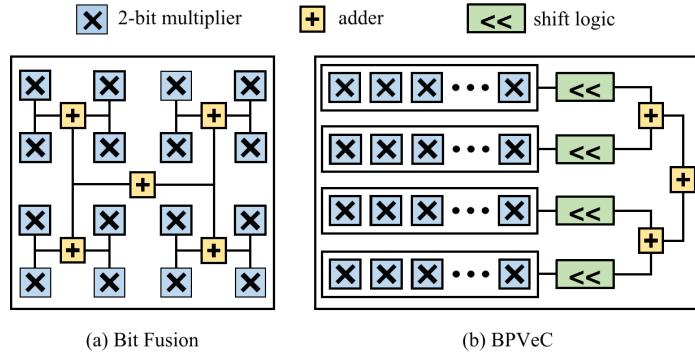 2-bit multiplier adder << shift logic
<< 
<<
<<
<<
(a) Bit Fusion (b) BPVeC